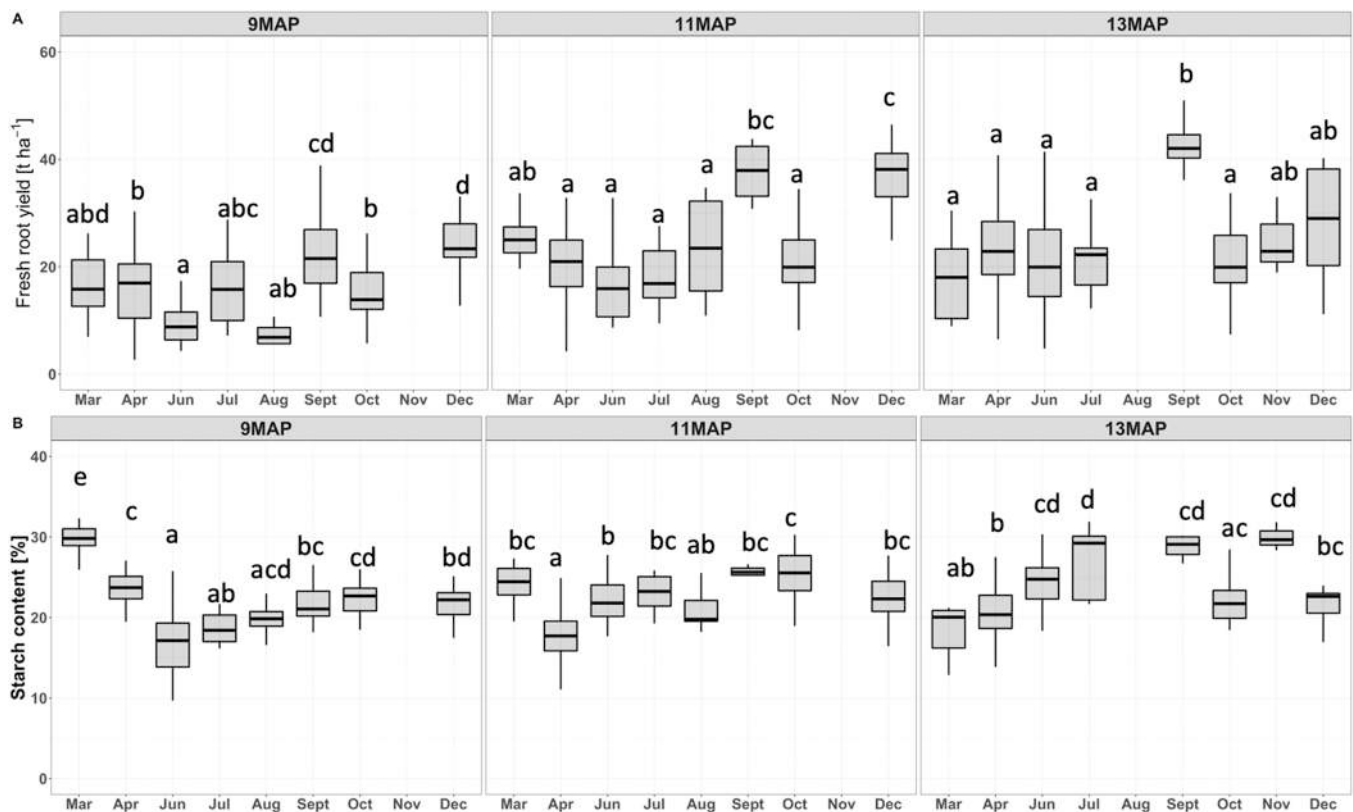 A
9MAP 11MAP 13MAP
Fresh root yield [t ha⁻¹]
60
40
20
0
abd b a abc ab cd b d
ab a a a a bc a c
a a a a b a ab ab
Mar Apr Jun Jul Aug Sept Oct Nov Dec
Mar Apr Jun Jul Aug Sept Oct Nov Dec
Mar Apr Jun Jul Aug Sept Oct Nov Dec
B
9MAP 11MAP 13MAP
Starch content [%]
40
30
20
10
0
e c a ab acd bc cd bd
bc a b bc ab bc c bc
ab b cd d cd ac cd bc
Mar Apr Jun Jul Aug Sept Oct Nov Dec
Mar Apr Jun Jul Aug Sept Oct Nov Dec
Mar Apr Jun Jul Aug Sept Oct Nov Dec